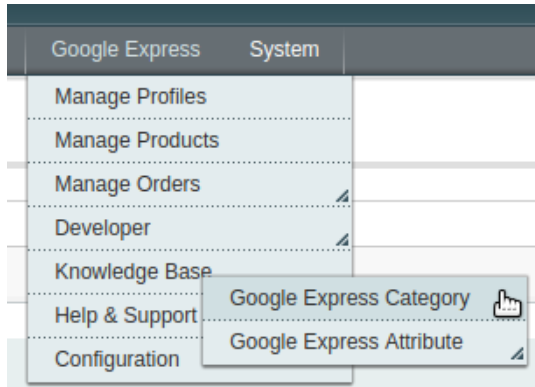 Google Express System
Manage Profiles
Manage Products
Manage Orders
Developer
Knowledge Base
Google Express Category
Help & Support
Google Express Attribute
Configuration